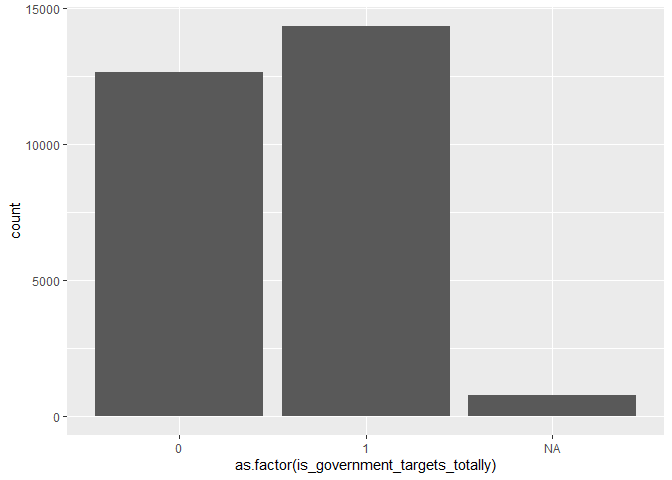 15000
10000
5000
0
count
0 1 NA
as.factor(is_government_targets_totally)